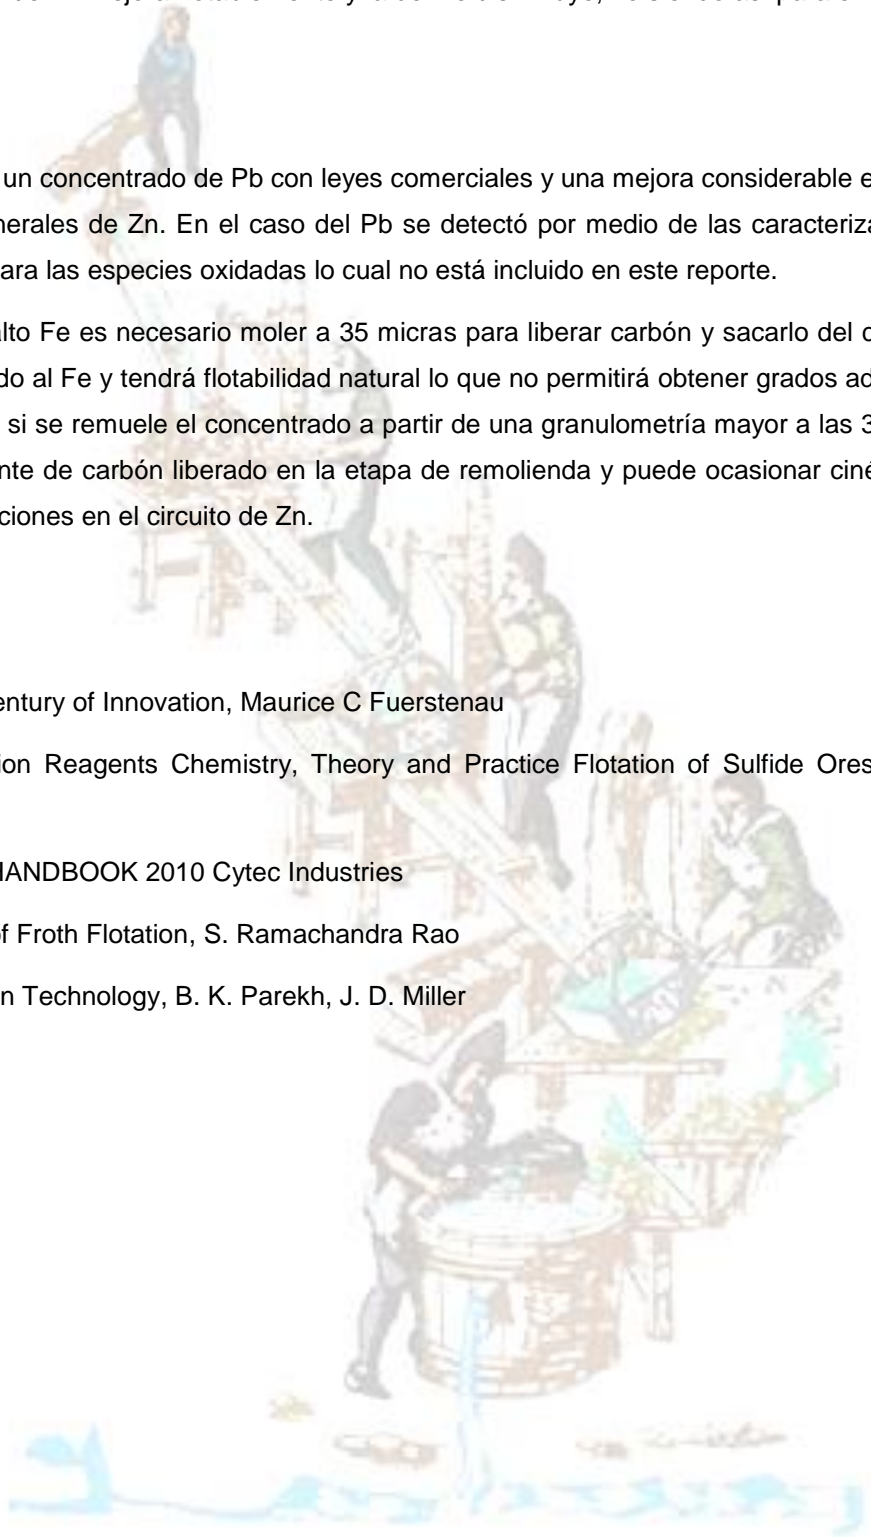 un concentrado de Pb con leyes comerciales y una mejora considerable e
nerales de Zn. En el caso del Pb se detectó por medio de las caracteriza
para las especies oxidadas lo cual no está incluido en este reporte.
alto Fe es necesario moler a 35 micras para liberar carbón y sacarlo del c
do al Fe y tendrá flotabilidad natural lo que no permitirá obtener grados ad
si se remuele el concentrado a partir de una granulometría mayor a las 3
nte de carbón liberado en la etapa de remolienda y puede ocasionar ciné
ciones en el circuito de Zn.
entury of Innovation, Maurice C Fuerstenau
ion Reagents Chemistry, Theory and Practice Flotation of Sulfide Ores
HANDBOOK 2010 Cytec Industries
of Froth Flotation, S. Ramachandra Rao
n Technology, B. K. Parekh, J. D. Miller